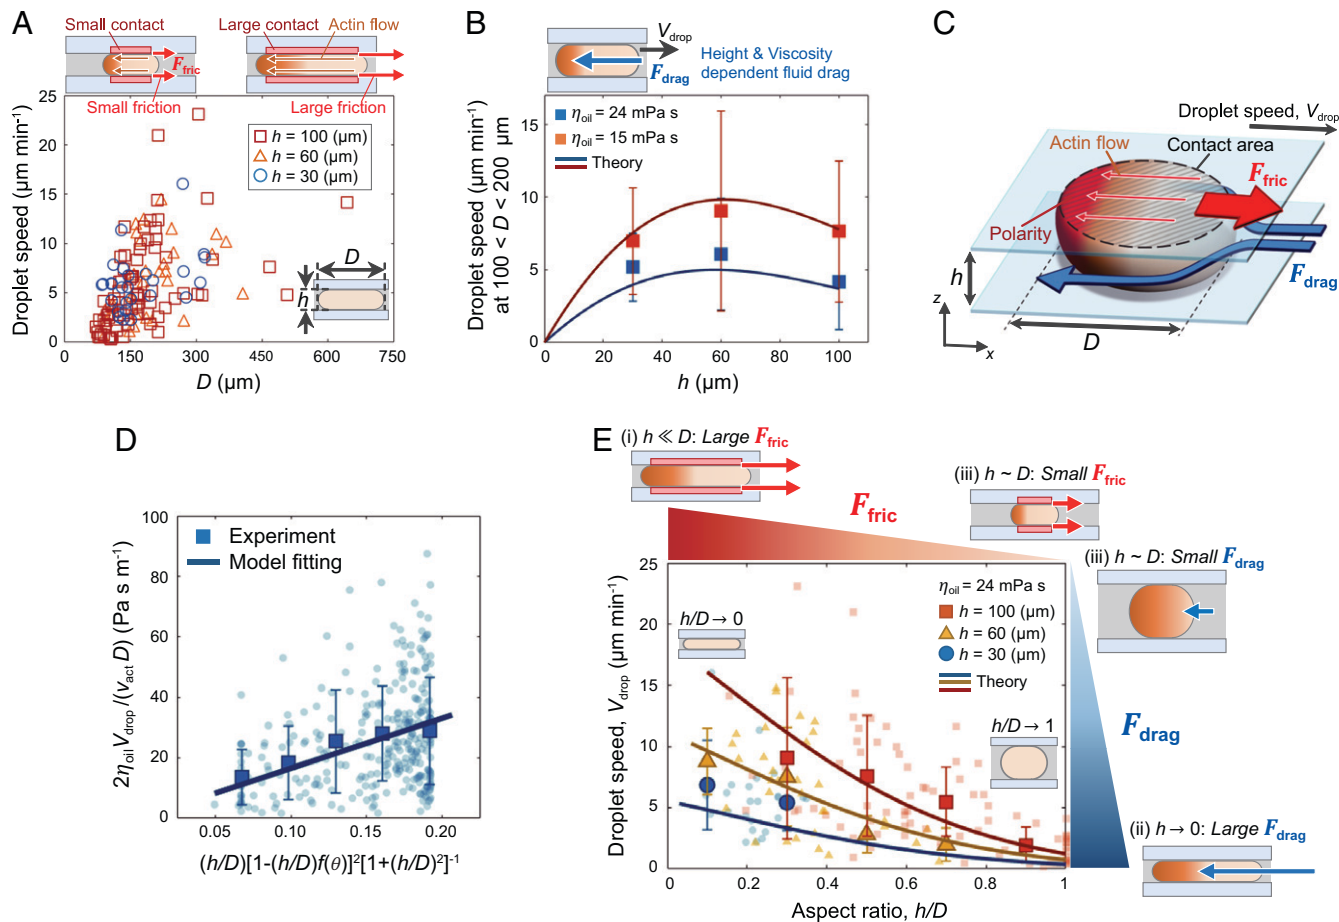 A
Small contact
Large contact
Actin flow
F_fric
Small friction
Large friction
Droplet speed (μm min⁻¹)
25
20
15
10
5
0
h = 100 (μm)
h = 60 (μm)
h = 30 (μm)
D
h
0
150
300
450
600
750
D (μm)
B
V_drop
F_drag
Height & Viscosity
dependent fluid drag
Droplet speed (μm min⁻¹)
at 100 < D < 200 μm
15
10
5
0
η_oil = 24 mPa s
η_oil = 15 mPa s
Theory
0
20
40
60
80
100
h (μm)
C
Droplet speed, V_drop
Actin flow
Contact area
F_fric
Polarity
F_drag
h
z
x
D
D
2η_oil V_drop /(v_act D) (Pa s m⁻¹)
100
80
60
40
20
0
Experiment
Model fitting
0.05
0.10
0.15
0.20
(h/D)[1-(h/D)f(θ)]²[1+(h/D)²]⁻¹
E
(i) h ≪ D: Large F_fric
F_fric
(iii) h ~ D: Small F_fric
(iii) h ~ D: Small F_drag
Droplet speed, V_drop (μm min⁻¹)
25
20
15
10
5
0
h/D → 0
η_oil = 24 mPa s
h = 100 (μm)
h = 60 (μm)
h = 30 (μm)
Theory
h/D → 1
F_drag
(ii) h → 0: Large F_drag
0
0.2
0.4
0.6
0.8
1
Aspect ratio, h/D